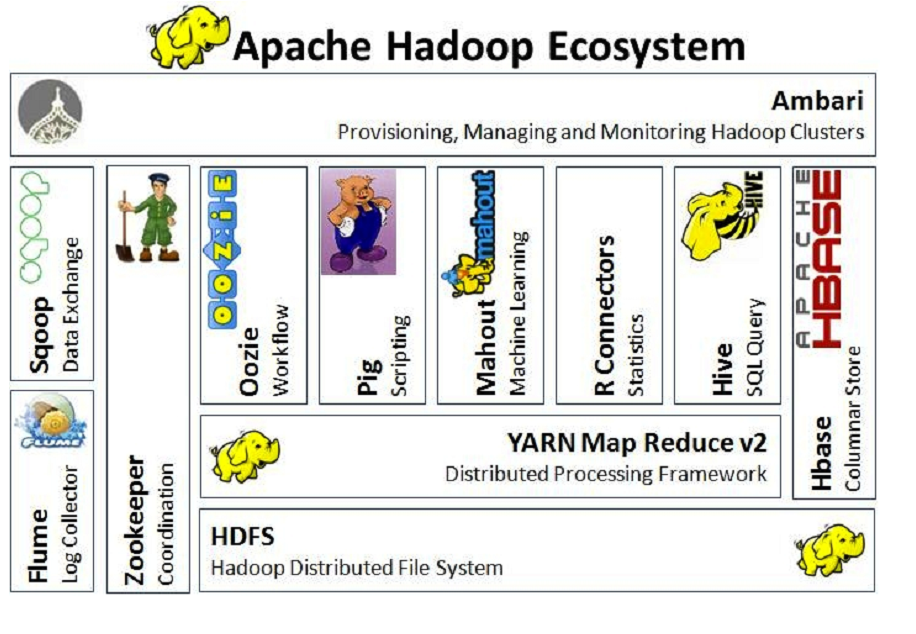 Apache Hadoop Ecosystem
Ambari
Provisioning, Managing and Monitoring Hadoop Clusters
sqoop
Sqoop
Data Exchange
FLUME
Flume
Log Collector
Zookeeper
Coordination
OOZIE
Oozie
Workflow
Pig
Scripting
mahout
Mahout
Machine Learning
R Connectors
Statistics
HIVE
Hive
SQL Query
APACHE
HBASE
Hbase
Columnar Store
YARN Map Reduce v2
Distributed Processing Framework
HDFS
Hadoop Distributed File System